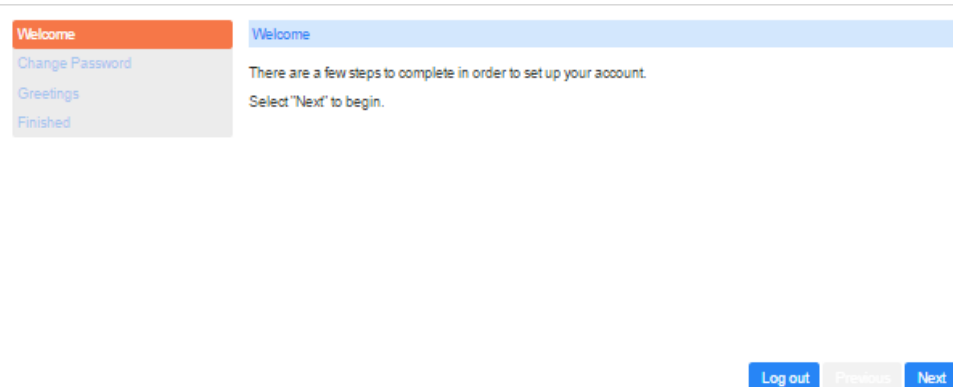 Welcome
Change Password
Greetings
Finished
Welcome
There are a few steps to complete in order to set up your account.
Select "Next" to begin.
Log out Previous Next